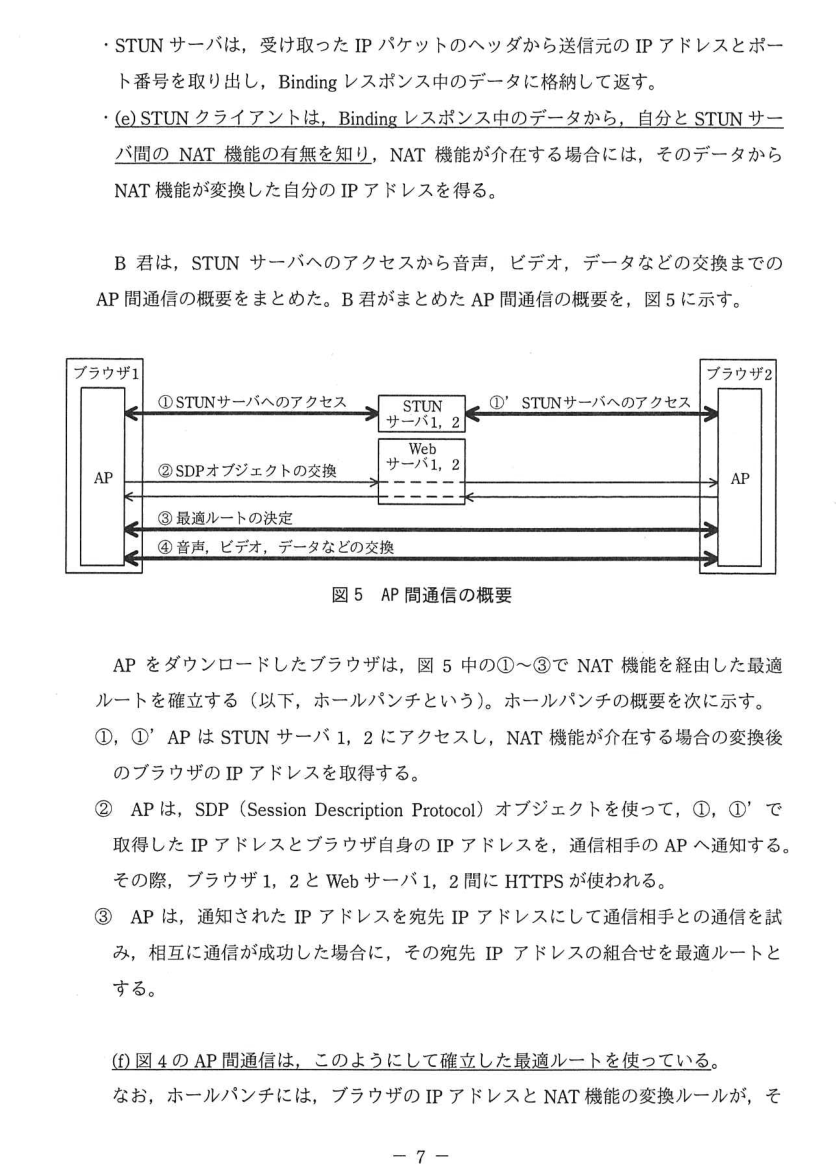 ・STUN サーバは，受け取った IP パケットのヘッダから送信元の IP アドレスとポー
ト番号を取り出し，Binding レスポンス中のデータに格納して返す。
・(e) STUN クライアントは，Binding レスポンス中のデータから，自分と STUN サー
バ間の NAT 機能の有無を知り，NAT 機能が介在する場合には，そのデータから
NAT 機能が変換した自分の IP アドレスを得る。
B 君は，STUN サーバへのアクセスから音声，ビデオ，データなどの交換までの
AP 間通信の概要をまとめた。B 君がまとめた AP 間通信の概要を，図 5 に示す。
ブラウザ1
ブラウザ2
①STUNサーバへのアクセス
STUN
サーバ1，2
①’ STUNサーバへのアクセス
Web
サーバ1，2
AP
②SDPオブジェクトの交換
AP
③最適ルートの決定
④音声，ビデオ，データなどの交換
図 5 AP 間通信の概要
AP をダウンロードしたブラウザは，図 5 中の①～③で NAT 機能を経由した最適
ルートを確立する（以下，ホールパンチという）。ホールパンチの概要を次に示す。
①，①’ AP は STUN サーバ 1，2 にアクセスし，NAT 機能が介在する場合の変換後
のブラウザの IP アドレスを取得する。
② AP は，SDP（Session Description Protocol）オブジェクトを使って，①，①’ で
取得した IP アドレスとブラウザ自身の IP アドレスを，通信相手の AP へ通知する。
その際，ブラウザ 1，2 と Web サーバ 1，2 間に HTTPS が使われる。
③ AP は，通知された IP アドレスを宛先 IP アドレスにして通信相手との通信を試
み，相互に通信が成功した場合に，その宛先 IP アドレスの組合せを最適ルートと
する。
(f) 図 4 の AP 間通信は，このようにして確立した最適ルートを使っている。
なお，ホールパンチには，ブラウザの IP アドレスと NAT 機能の変換ルールが，そ
― 7 ―